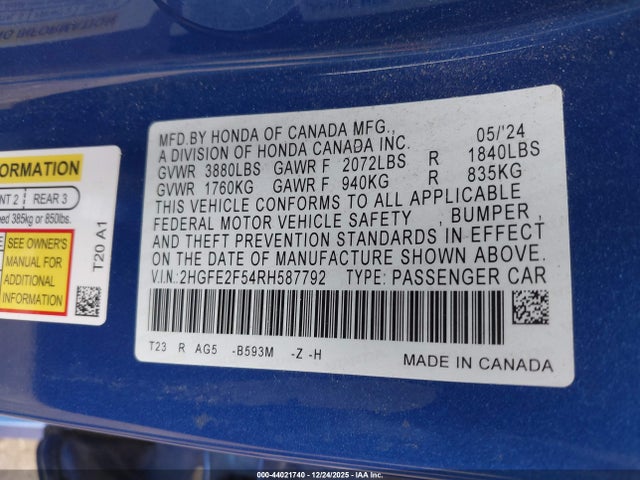 MFD.BY HONDA OF CANADA MFG.,
A DIVISION OF HONDA CANADA INC. 05/'24
GVWR 3880LBS GAWR F 2072LBS R 1840LBS
GVWR 1760KG GAWR F 940KG R 835KG
THIS VEHICLE CONFORMS TO ALL APPLICABLE
FEDERAL MOTOR VEHICLE SAFETY , BUMPER ,
AND THEFT PREVENTION STANDARDS IN EFFECT
ON THE DATE OF MANUFACTURE SHOWN ABOVE.
V.I.N.: 2HGFE2F54RH587792 TYPE: PASSENGER CAR
T23 R AG5 -B593M -Z -H
MADE IN CANADA
ORMATION
2 REAR 3
385kg or 850lbs.
SEE OWNER'S
MANUAL FOR
ADDITIONAL
INFORMATION
T20 A1
000-44021740 - 12/24/2025 - IAA Inc.